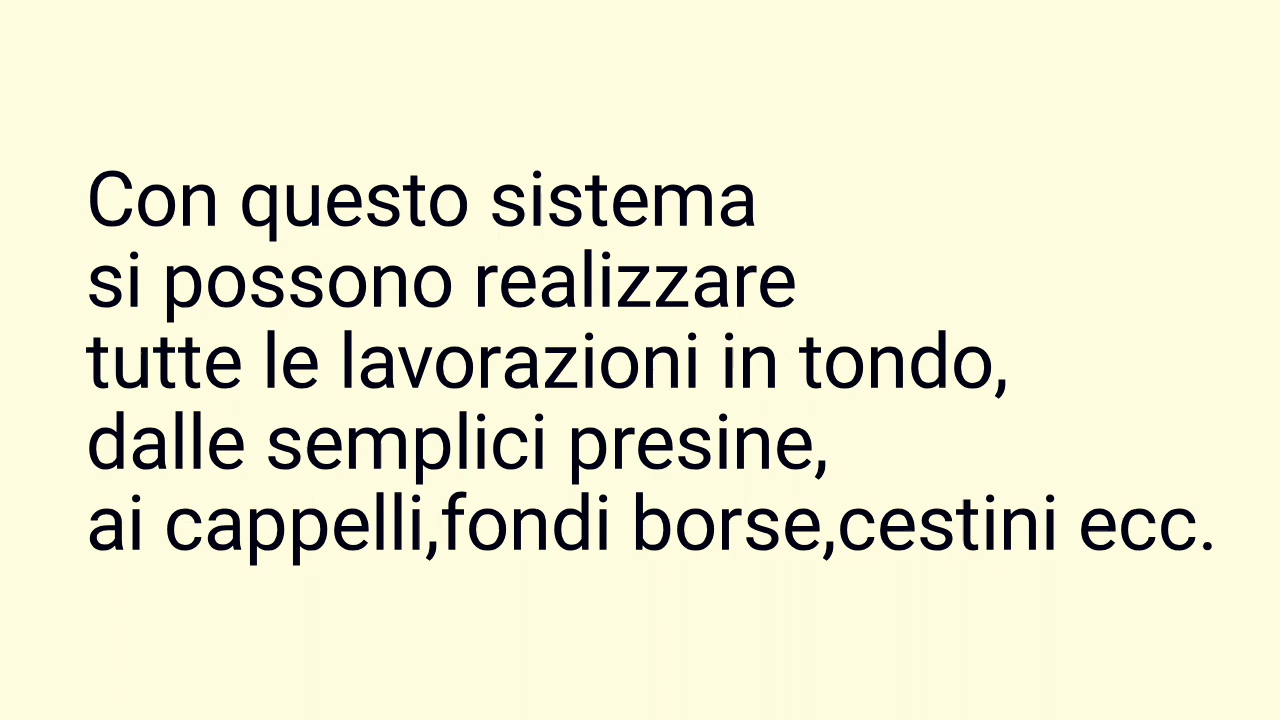 Con questo sistema
si possono realizzare
tutte le lavorazioni in tondo,
dalle semplici presine,
ai cappelli,fondi borse,cestini ecc.